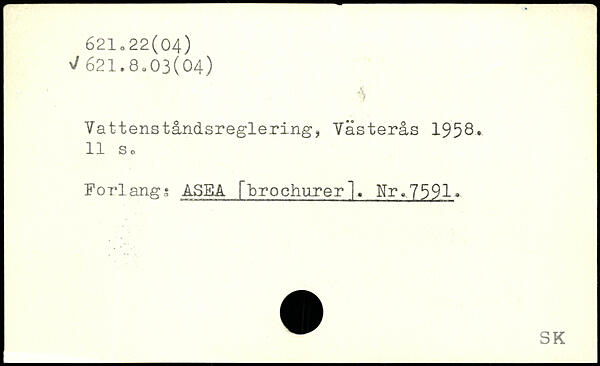 621.22(04)
√ 621.8.03(04)
Vattenståndsreglering, Västerås 1958.
11 s.
Forlang: ASEA [brochurer]. Nr.7591.
SK